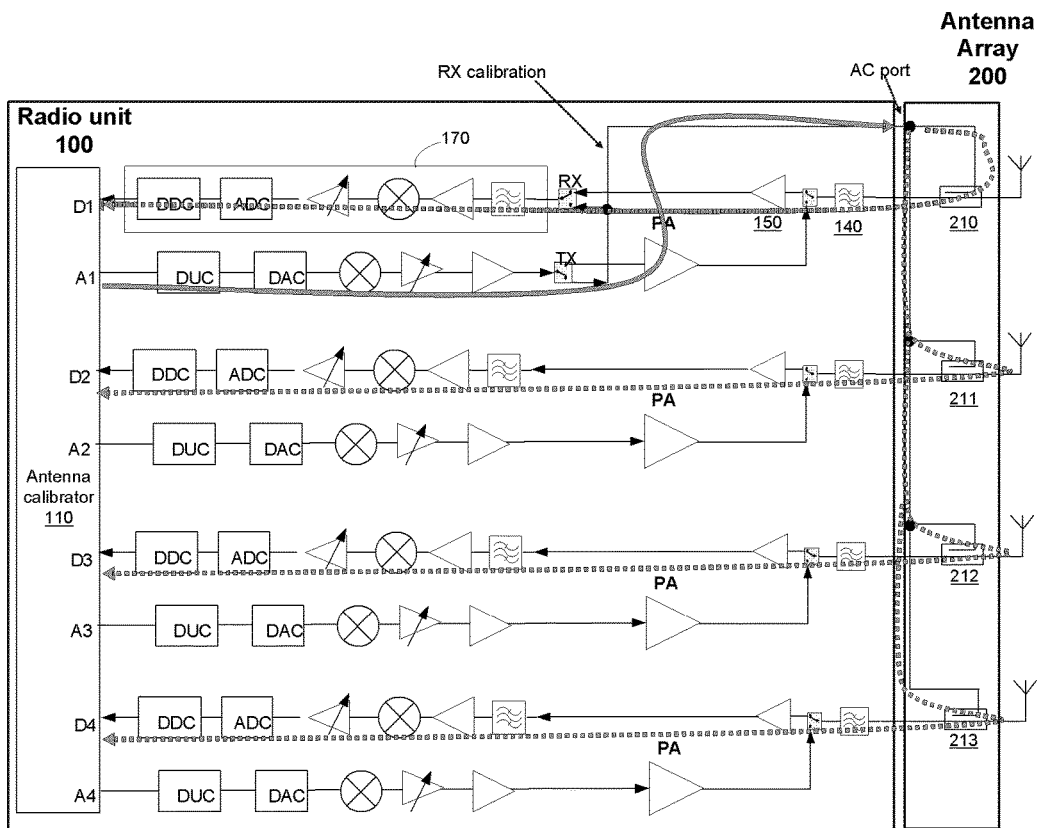 Antenna
Array
200
RX calibration
AC port
Radio unit
100
170
RX
D1
DDC
ADC
150
140
210
PA
TX
A1
DUC
DAC
D2
DDC
ADC
211
PA
A2
DUC
DAC
Antenna
calibrator
110
D3
DDC
ADC
212
PA
A3
DUC
DAC
D4
DDC
ADC
213
PA
A4
DUC
DAC